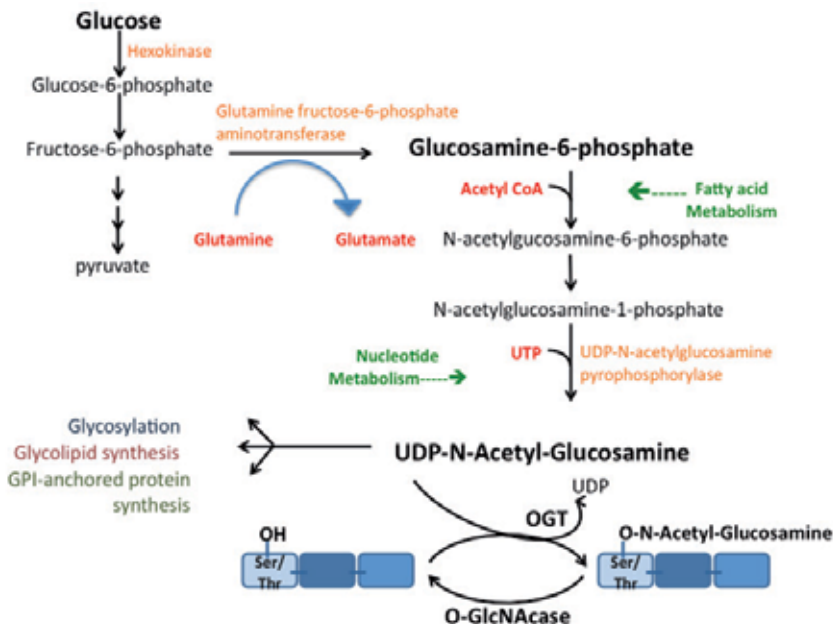 Glucose
Hexokinase
Glucose-6-phosphate
Glutamine fructose-6-phosphate
aminotransferase
Fructose-6-phosphate
Glucosamine-6-phosphate
Acetyl CoA
Fatty acid
Metabolism
Glutamine
Glutamate
N-acetylgucosamine-6-phosphate
pyruvate
N-acetylglucosamine-1-phosphate
Nucleotide
Metabolism
UTP
UDP-N-acetylglucosamine
pyrophosphorylase
Glycosylation
Glycolipid synthesis
GPI-anchored protein
synthesis
UDP-N-Acetyl-Glucosamine
UDP
OGT
OH
O-N-Acetyl-Glucosamine
Ser/
Thr
Ser/
Thr
O-GlcNAcase